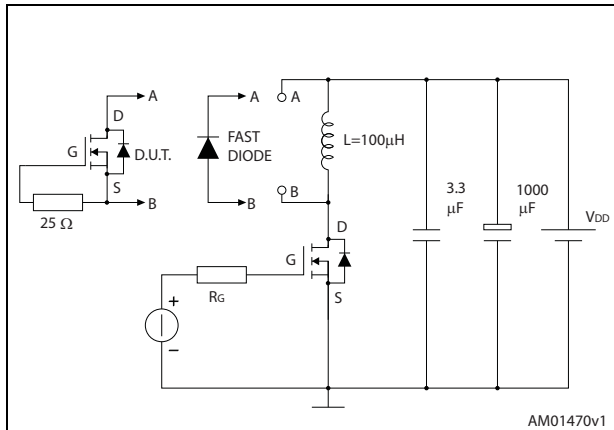 A
D
G
D.U.T.
S
B
25 Ω
A
FAST
DIODE
B
A
B
L=100μH
D
G
S
RG
+
–
3.3
μF
1000
μF
VDD
AM01470v1